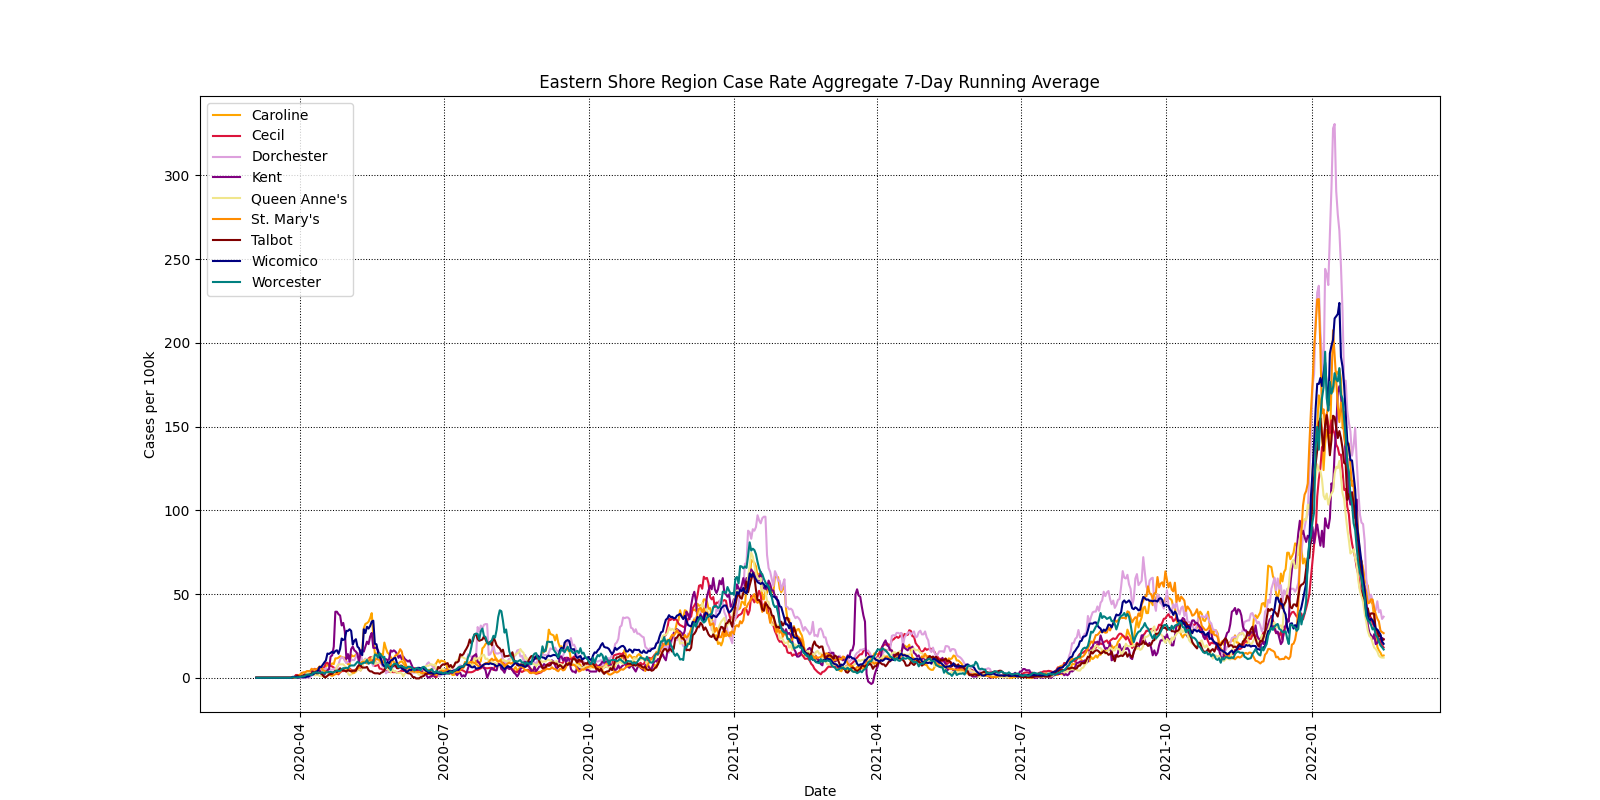 Eastern Shore Region Case Rate Aggregate 7-Day Running Average
Caroline
Cecil
Dorchester
Kent
Queen Anne's
St. Mary's
Talbot
Wicomico
Worcester
300
250
200
150
100
50
0
Cases per 100k
2020-04
2020-07
2020-10
2021-01
2021-04
2021-07
2021-10
2022-01
Date